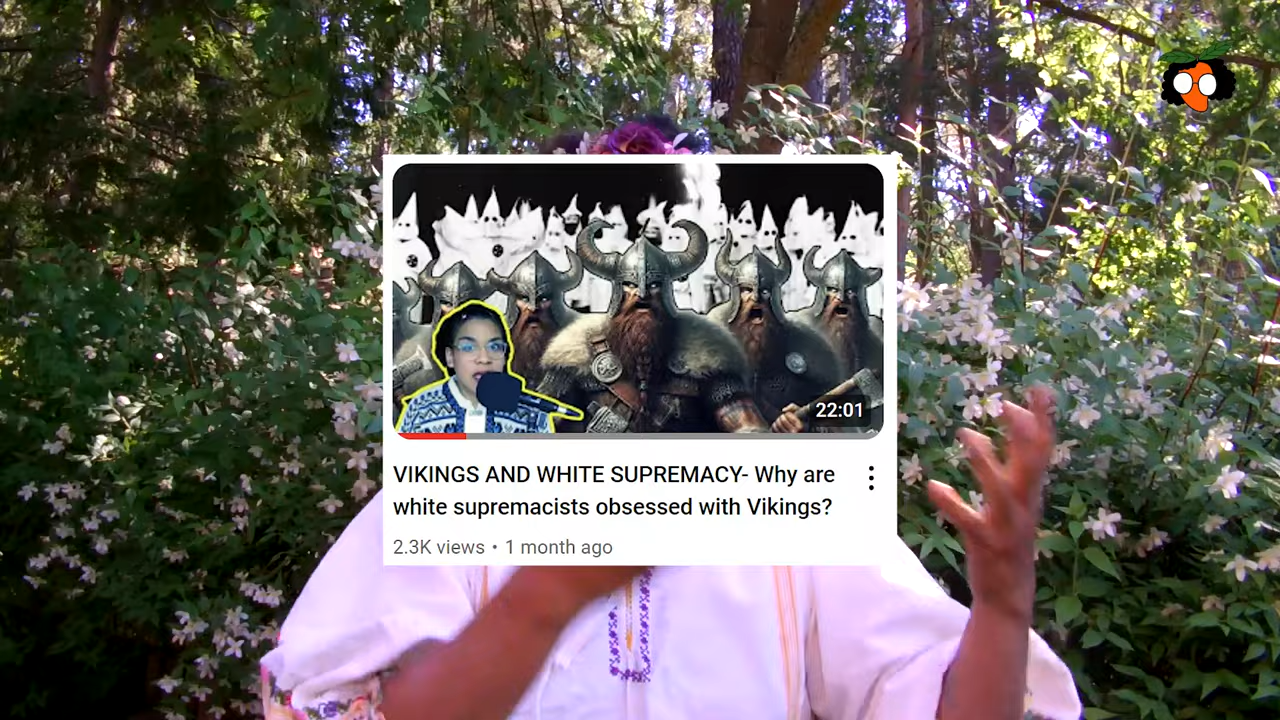 22:01
VIKINGS AND WHITE SUPREMACY- Why are
white supremacists obsessed with Vikings?
2.3K views • 1 month ago